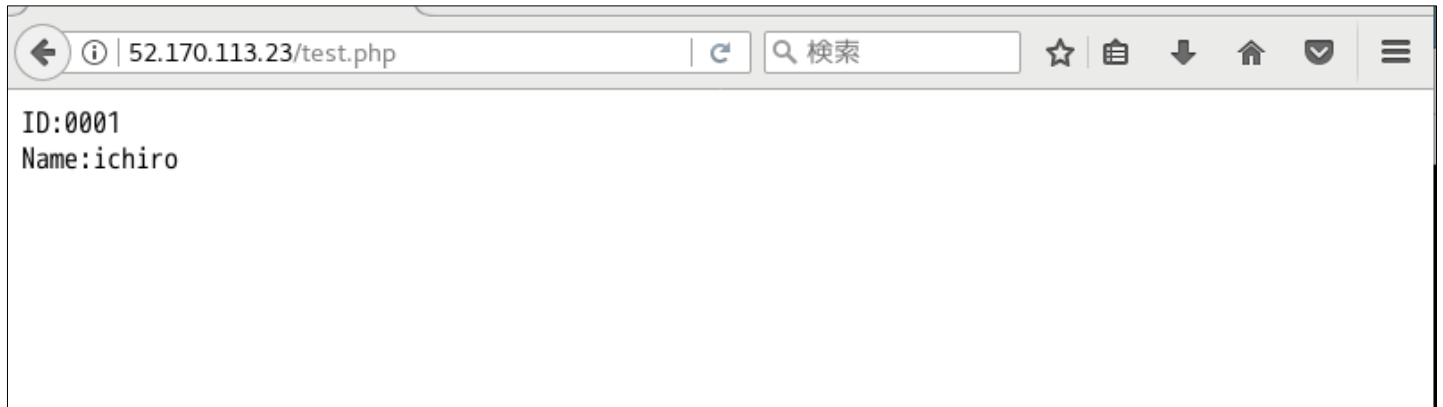 52.170.113.23/test.php
検索
ID:0001
Name:ichiro